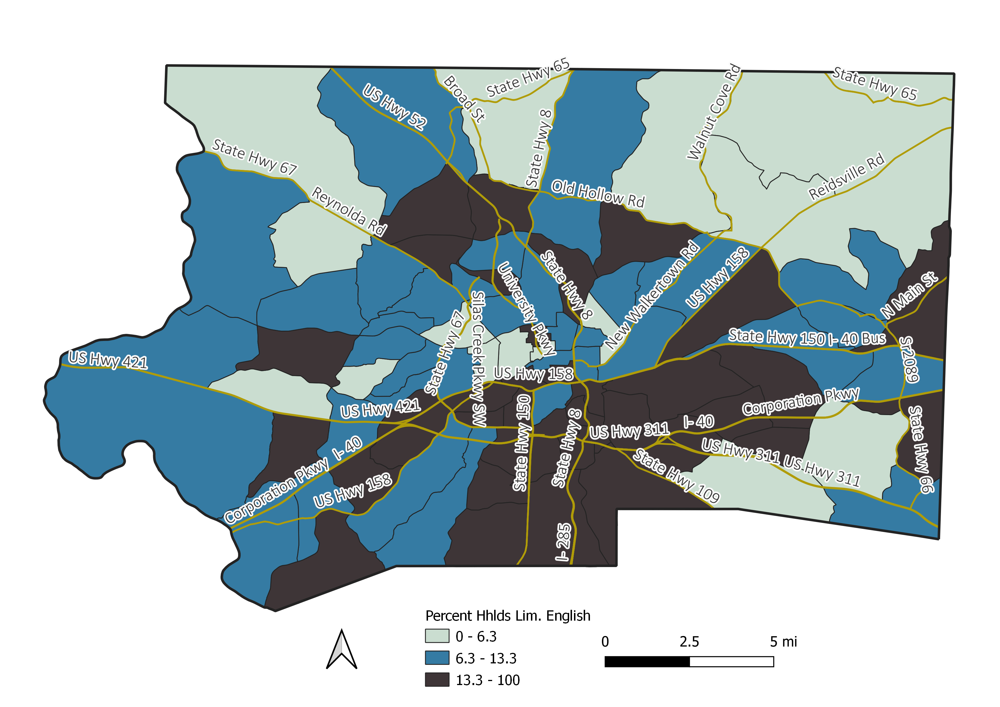 State Hwy 65
Broad St
Walnut Cove Rd
State Hwy 65
US Hwy 52
State Hwy 8
State Hwy 67
Reidsville Rd
Reynolda Rd
Old Hollow Rd
New Walkertown Rd
US Hwy 158
State Hwy 8
University Pkwy
N Main St
Silas Creek Pkwy SW
State Hwy 67
State Hwy 150 I- 40 Bus
US Hwy 421
Sr2089
US Hwy 158
US Hwy 421
Corporation Pkwy
State Hwy 150
State Hwy 8
I- 40
US Hwy 311
State Hwy 66
Corporation Pkwy I- 40
US Hwy 311 US Hwy 311
State Hwy 109
US Hwy 158
I- 285
Percent Hhlds Lim. English
0 - 6.3
6.3 - 13.3
13.3 - 100
0 2.5 5 mi